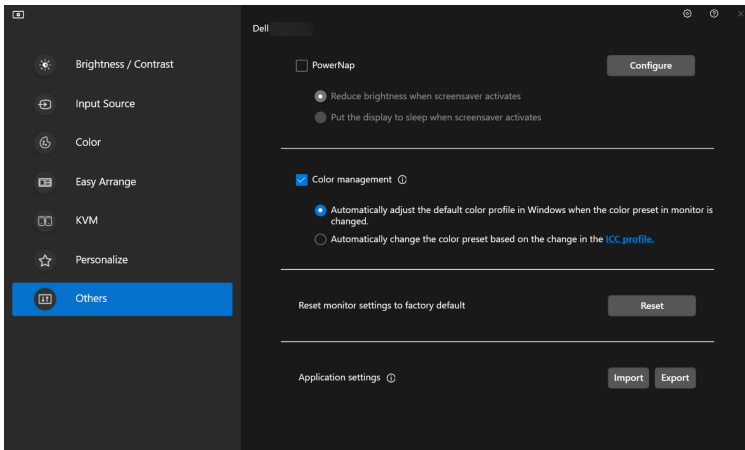 Dell
Brightness / Contrast
Input Source
Color
Easy Arrange
KVM
Personalize
Others
PowerNap
Configure
Reduce brightness when screensaver activates
Put the display to sleep when screensaver activates
Color management
Automatically adjust the default color profile in Windows when the color preset in monitor is
changed.
Automatically change the color preset based on the change in the ICC profile.
Reset monitor settings to factory default
Reset
Application settings
Import
Export